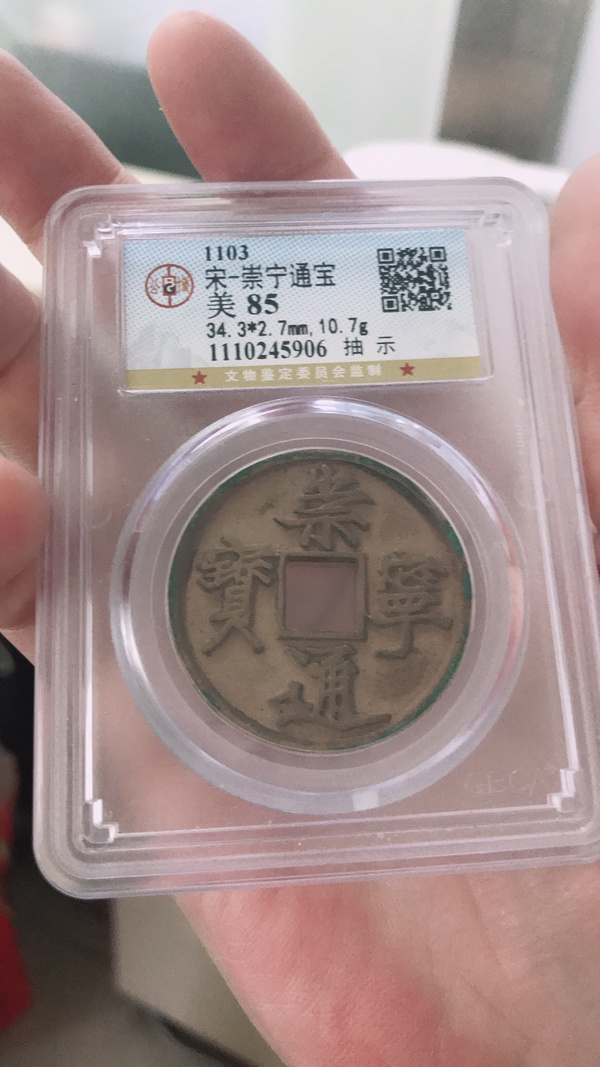 1103
宋-崇宁通宝
美 85
34.3*2.7mm,10.7g
1110245906 抽 示
★ 文物鉴定委员会监制 ★
崇
寧
通
寳